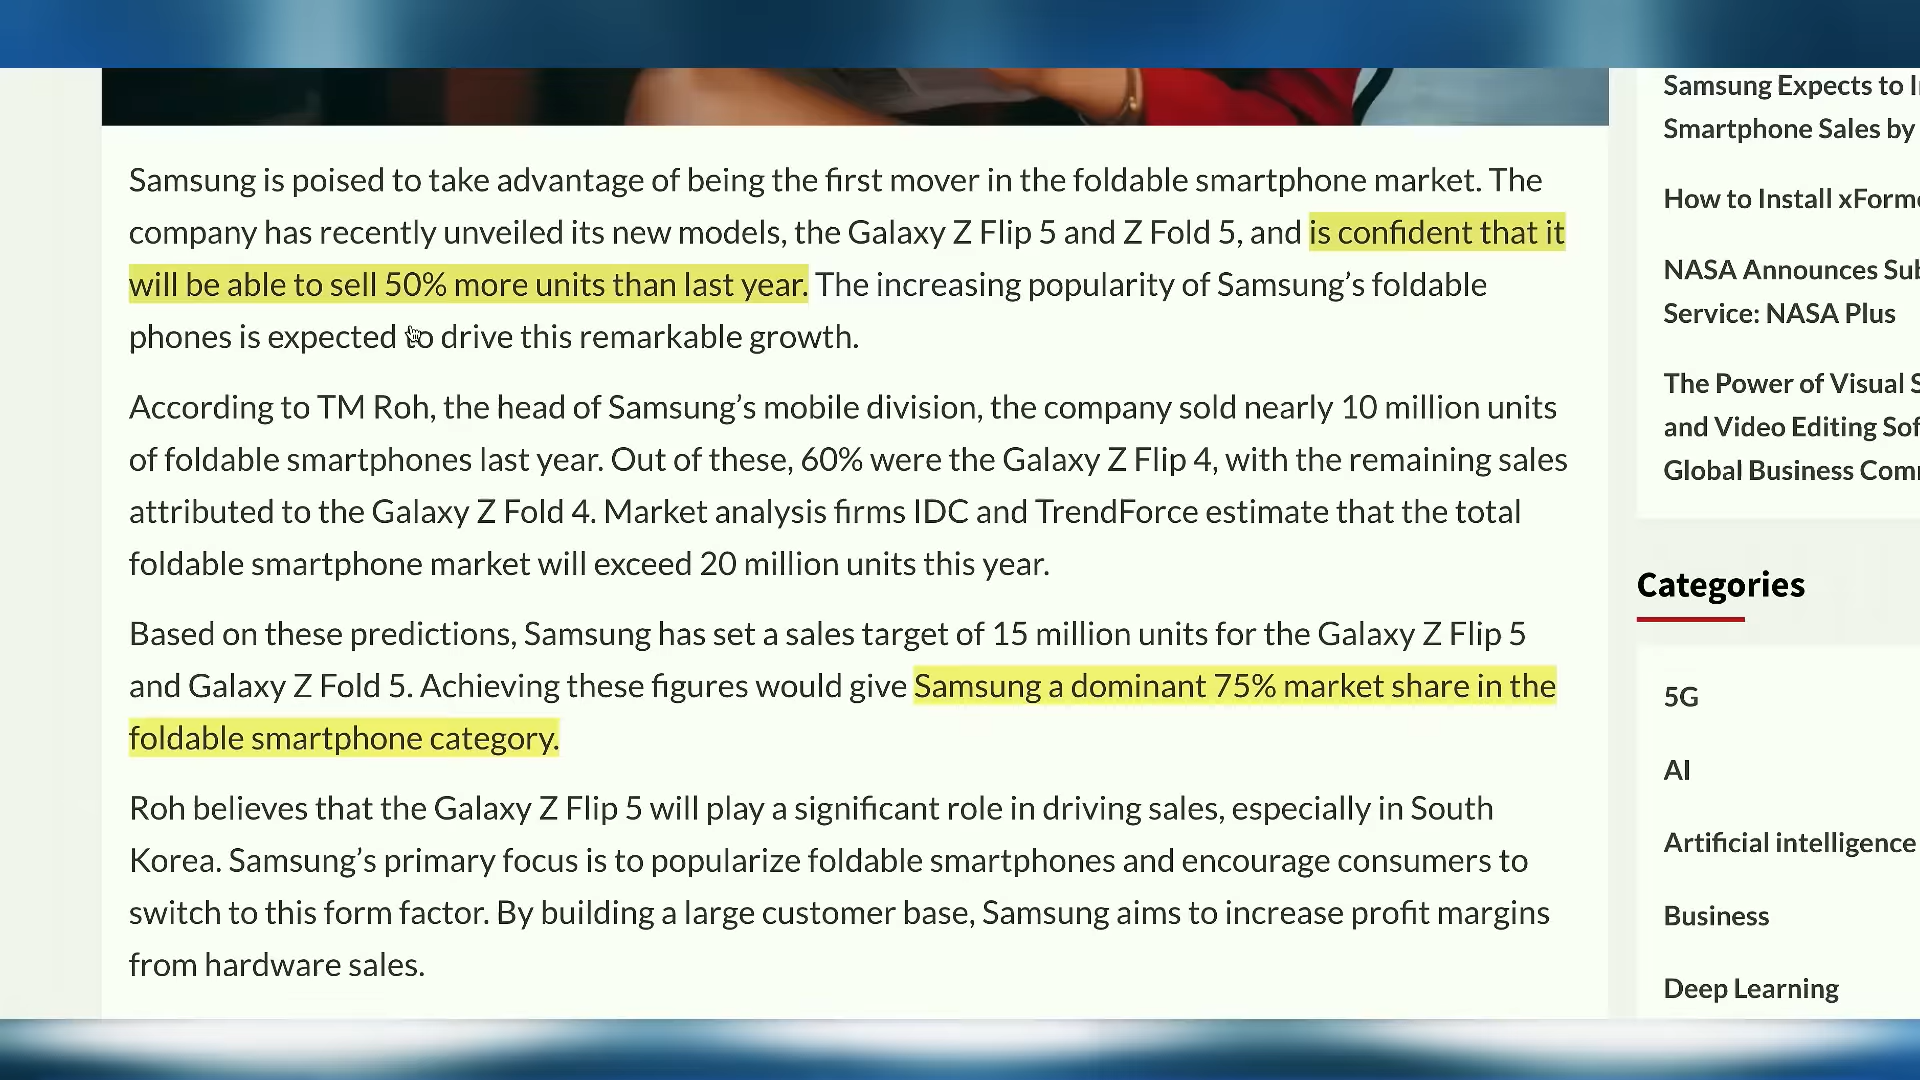 Samsung is poised to take advantage of being the first mover in the foldable smartphone market. The
company has recently unveiled its new models, the Galaxy Z Flip 5 and Z Fold 5, and is confident that it
will be able to sell 50% more units than last year. The increasing popularity of Samsung’s foldable
phones is expected to drive this remarkable growth.
According to TM Roh, the head of Samsung’s mobile division, the company sold nearly 10 million units
of foldable smartphones last year. Out of these, 60% were the Galaxy Z Flip 4, with the remaining sales
attributed to the Galaxy Z Fold 4. Market analysis firms IDC and TrendForce estimate that the total
foldable smartphone market will exceed 20 million units this year.
Based on these predictions, Samsung has set a sales target of 15 million units for the Galaxy Z Flip 5
and Galaxy Z Fold 5. Achieving these figures would give Samsung a dominant 75% market share in the
foldable smartphone category.
Roh believes that the Galaxy Z Flip 5 will play a significant role in driving sales, especially in South
Korea. Samsung’s primary focus is to popularize foldable smartphones and encourage consumers to
switch to this form factor. By building a large customer base, Samsung aims to increase profit margins
from hardware sales.
Samsung Expects to
Smartphone Sales by
How to Install
NASA Announces
Service: NASA Plus
The Power of Visual
and Video Editing
Global Business
Categories
5G
AI
Artificial intelligence
Business
Deep Learning